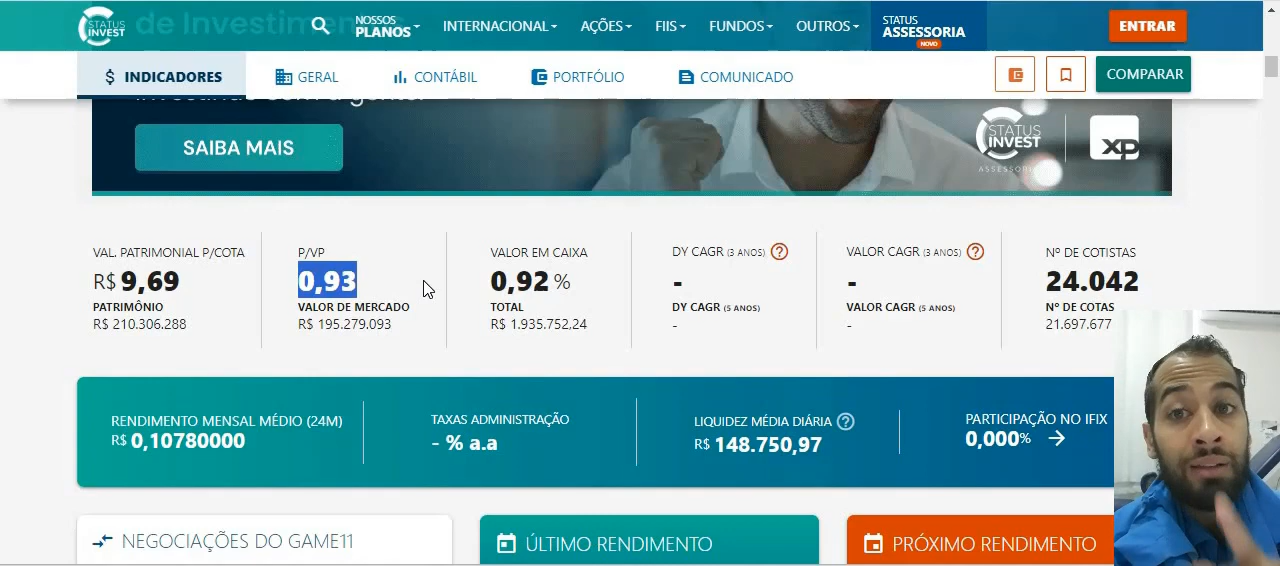 de Investimentos
STATUS
INVEST
NOSSOS
PLANOS
INTERNACIONAL
AÇÕES
FIIS
FUNDOS
OUTROS
STATUS
ASSESSORIA
NOVO
ENTRAR
$ INDICADORES
GERAL
CONTÁBIL
PORTFÓLIO
COMUNICADO
COMPARAR
SAIBA MAIS
STATUS
INVEST
ASSESSORIA
xp
VAL. PATRIMONIAL P/COTA
R$ 9,69
PATRIMÔNIO
R$ 210.306.288
P/VP
0,93
VALOR DE MERCADO
R$ 195.279.093
VALOR EM CAIXA
0,92 %
TOTAL
R$ 1.935.752,24
DY CAGR (3 ANOS) ?
-
DY CAGR (5 ANOS)
-
VALOR CAGR (3 ANOS) ?
-
VALOR CAGR (5 ANOS)
-
Nº DE COTISTAS
24.042
Nº DE COTAS
21.697.677
RENDIMENTO MENSAL MÉDIO (24M)
R$ 0,10780000
TAXAS ADMINISTRAÇÃO
- % a.a
LIQUIDEZ MÉDIA DIÁRIA ?
R$ 148.750,97
PARTICIPAÇÃO NO IFIX
0,000%
NEGOCIAÇÕES DO GAME11
ÚLTIMO RENDIMENTO
PRÓXIMO RENDIMENTO